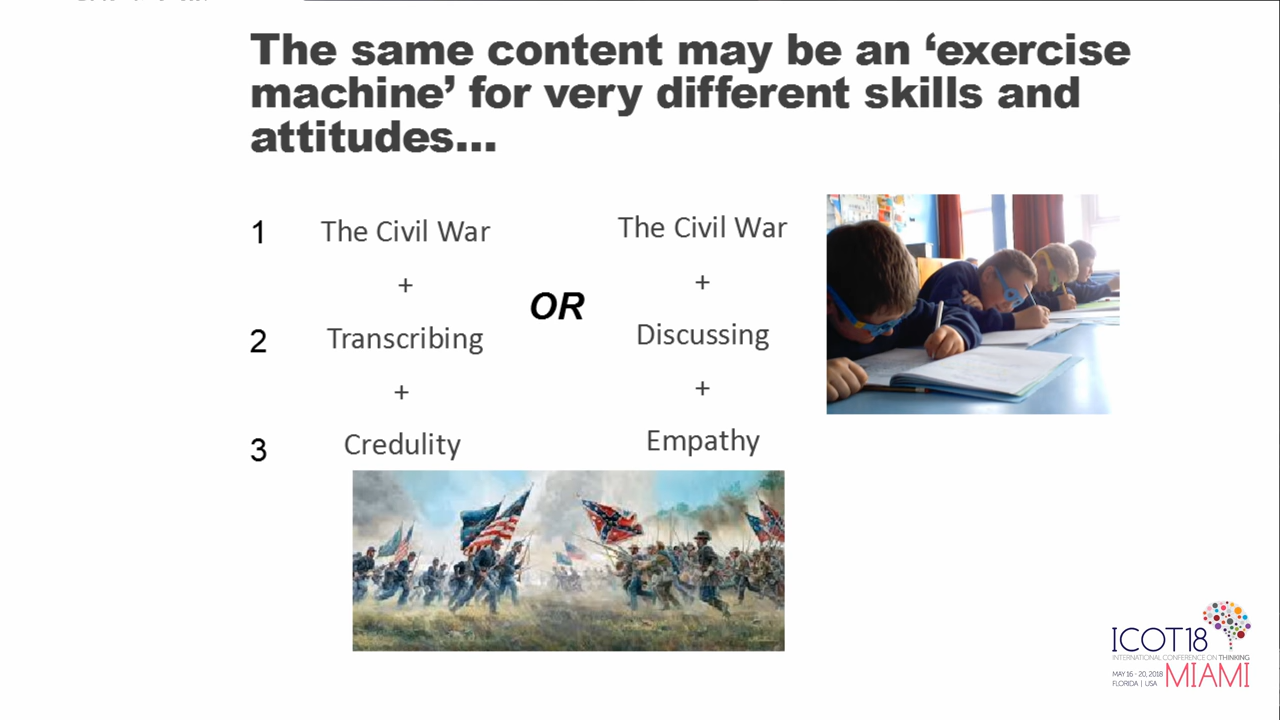 The same content may be an ‘exercise
machine’ for very different skills and
attitudes...
1 The Civil War The Civil War
+ +
OR
2 Transcribing Discussing
+ +
3 Credulity Empathy
ICOT18
INTERNATIONAL CONFERENCE ON THINKING
MAY 16 - 20, 2018 MIAMI
FLORIDA | USA